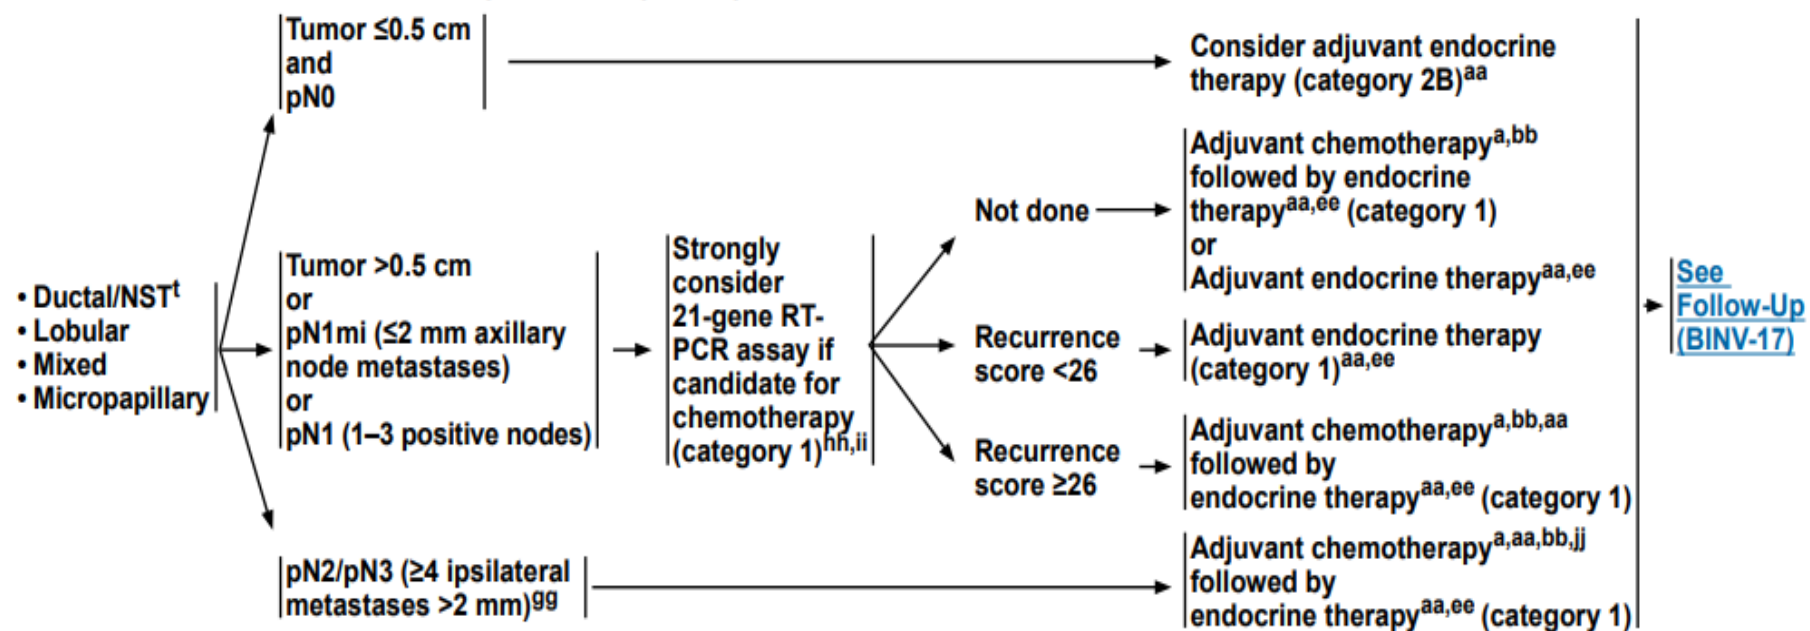 • Ductal/NSTᵗ
• Lobular
• Mixed
• Micropapillary
Tumor ≤0.5 cm
and
pN0
Consider adjuvant endocrine
therapy (category 2B)ᵃᵃ
Tumor >0.5 cm
or
pN1mi (≤2 mm axillary
node metastases)
or
pN1 (1–3 positive nodes)
Strongly
consider
21-gene RT-
PCR assay if
candidate for
chemotherapy
(category 1)ʰʰ,ⁱⁱ
Not done
Adjuvant chemotherapyᵃ,ᵇᵇ
followed by endocrine
therapyᵃᵃ,ᵉᵉ (category 1)
or
Adjuvant endocrine therapyᵃᵃ,ᵉᵉ
Recurrence
score <26
Adjuvant endocrine therapy
(category 1)ᵃᵃ,ᵉᵉ
Recurrence
score ≥26
Adjuvant chemotherapyᵃ,ᵇᵇ,ᵃᵃ
followed by
endocrine therapyᵃᵃ,ᵉᵉ (category 1)
pN2/pN3 (≥4 ipsilateral
metastases >2 mm)ᵍᵍ
Adjuvant chemotherapyᵃ,ᵃᵃ,ᵇᵇ,ʲʲ
followed by
endocrine therapyᵃᵃ,ᵉᵉ (category 1)
See
Follow-Up
(BINV-17)